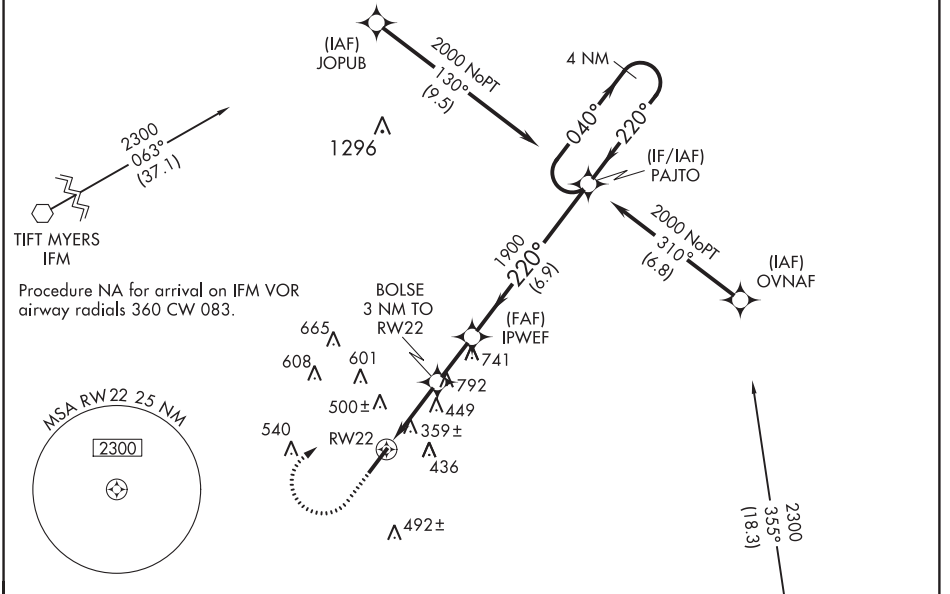 (IAF)
JOPUB
2000 NoPT
130°
(9.5)
4 NM
040°
220°
1296
(IF/IAF)
PAJTO
2300
063°
(37.1)
TIFT MYERS
IFM
2000 NoPT
310°
(6.8)
(IAF)
OVNAF
1900
220°
(6.9)
Procedure NA for arrival on IFM VOR
airway radials 360 CW 083.
BOLSE
3 NM TO
RW22
(FAF)
IPWEF
665
741
608
601
792
500±
449
MSA RW22 25 NM
2300
540
RW22
359±
436
492±
2300
355°
(18.3)